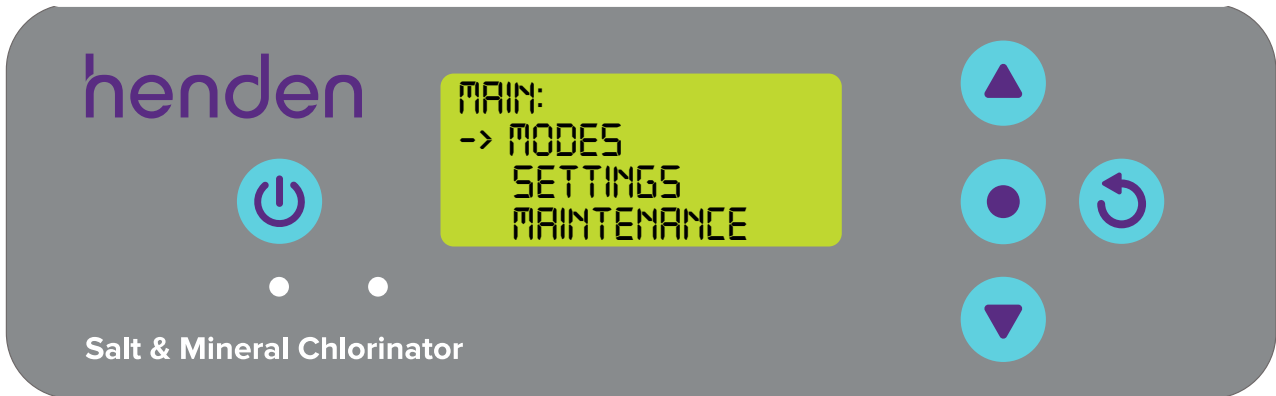 henden
MAIN:
-> MODES
SETTINGS
MAINTENANCE
Salt & Mineral Chlorinator